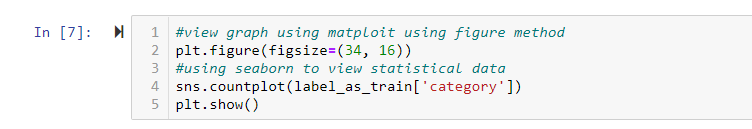 In [7]:
1 #view graph using matploit using figure method
2 plt.figure(figsize=(34, 16))
3 #using seaborn to view statistical data
4 sns.countplot(label_as_train['category'])
5 plt.show()